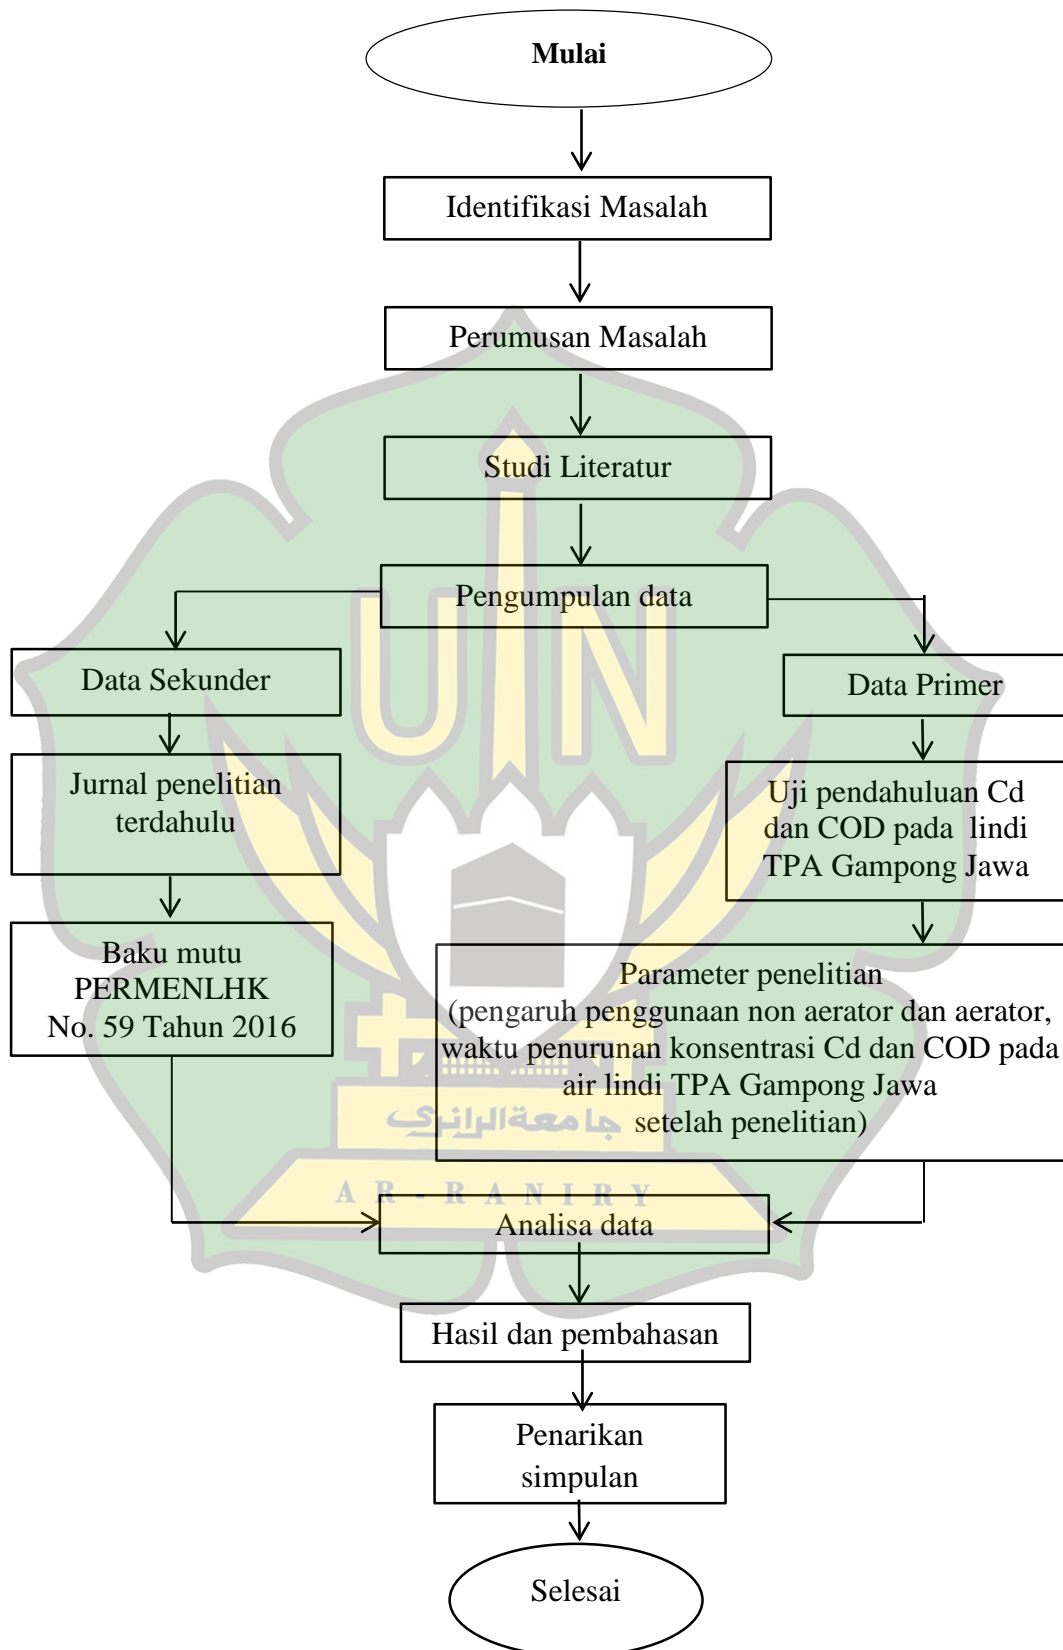 Mulai
Identifikasi Masalah
Perumusan Masalah
Studi Literatur
Pengumpulan data
UIN
Data Sekunder
Data Primer
Jurnal penelitian
terdahulu
Uji pendahuluan Cd
dan COD pada lindi
TPA Gampong Jawa
Baku mutu
PERMENLHK
No. 59 Tahun 2016
Parameter penelitian
(pengaruh penggunaan non aerator dan aerator,
waktu penurunan konsentrasi Cd dan COD pada
air lindi TPA Gampong Jawa
setelah penelitian)
جامعة الرانري
AR-RANIRY
Analisa data
Hasil dan pembahasan
Penarikan
simpulan
Selesai